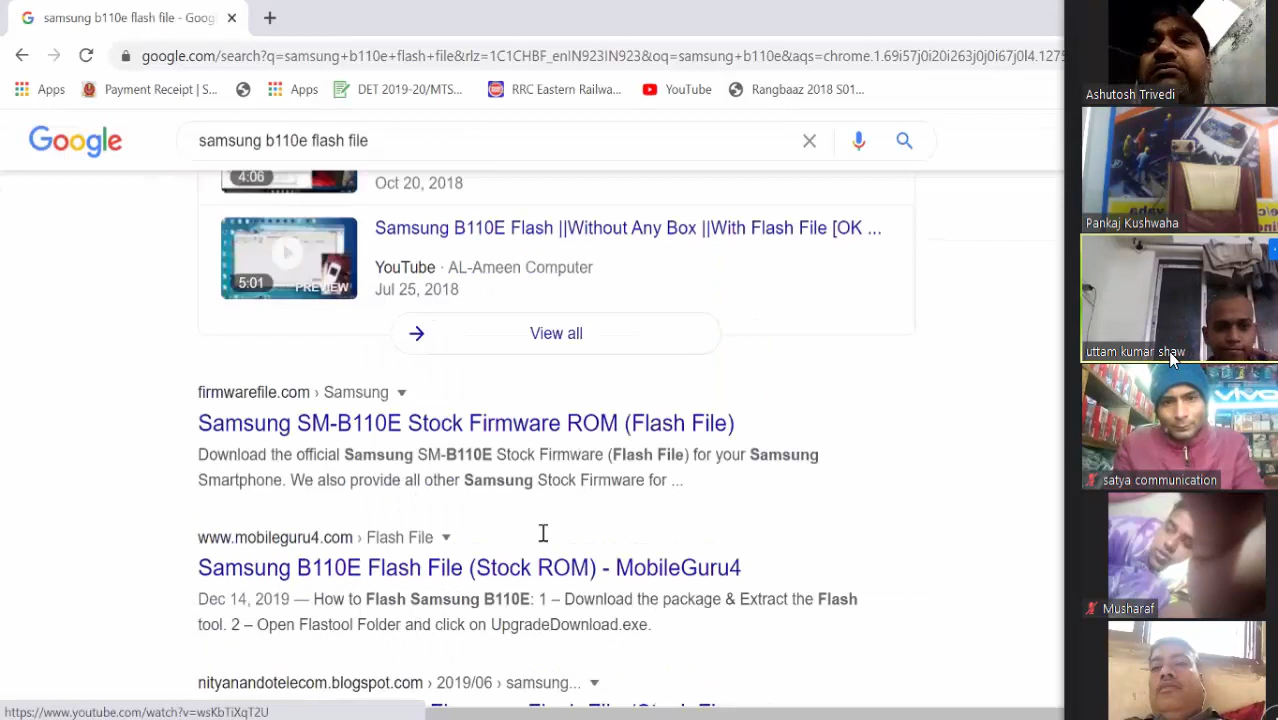 samsung b110e flash file - Goog
google.com/search?q=samsung+b110e+flash+file&rlz=1C1CHBF_enIN923IN923&oq=samsung+b110e&aqs=chrome.1.69i57j0i20i263j0j0i67j0l4.1275
Apps Payment Receipt | S... Apps DET 2019-20/MTS... RRC Eastern Railwa... YouTube Rangbaaz 2018 S01...
Google samsung b110e flash file
4:06 Oct 20, 2018
Samsung B110E Flash ||Without Any Box ||With Flash File [OK ...
YouTube · AL-Ameen Computer
5:01 PREVIEW Jul 25, 2018
View all
firmwarefile.com › Samsung
Samsung SM-B110E Stock Firmware ROM (Flash File)
Download the official Samsung SM-B110E Stock Firmware (Flash File) for your Samsung
Smartphone. We also provide all other Samsung Stock Firmware for ...
www.mobileguru4.com › Flash File
Samsung B110E Flash File (Stock ROM) - MobileGuru4
Dec 14, 2019 — How to Flash Samsung B110E: 1 – Download the package & Extract the Flash
tool. 2 – Open Flastool Folder and click on UpgradeDownload.exe.
nityanandotelecom.blogspot.com › 2019/06 › samsung...
https://www.youtube.com/watch?v=wsKbTiXqT2U
Ashutosh Trivedi
Pankaj Kushwaha
uttam kumar shaw
vivo
satya communication
Musharaf